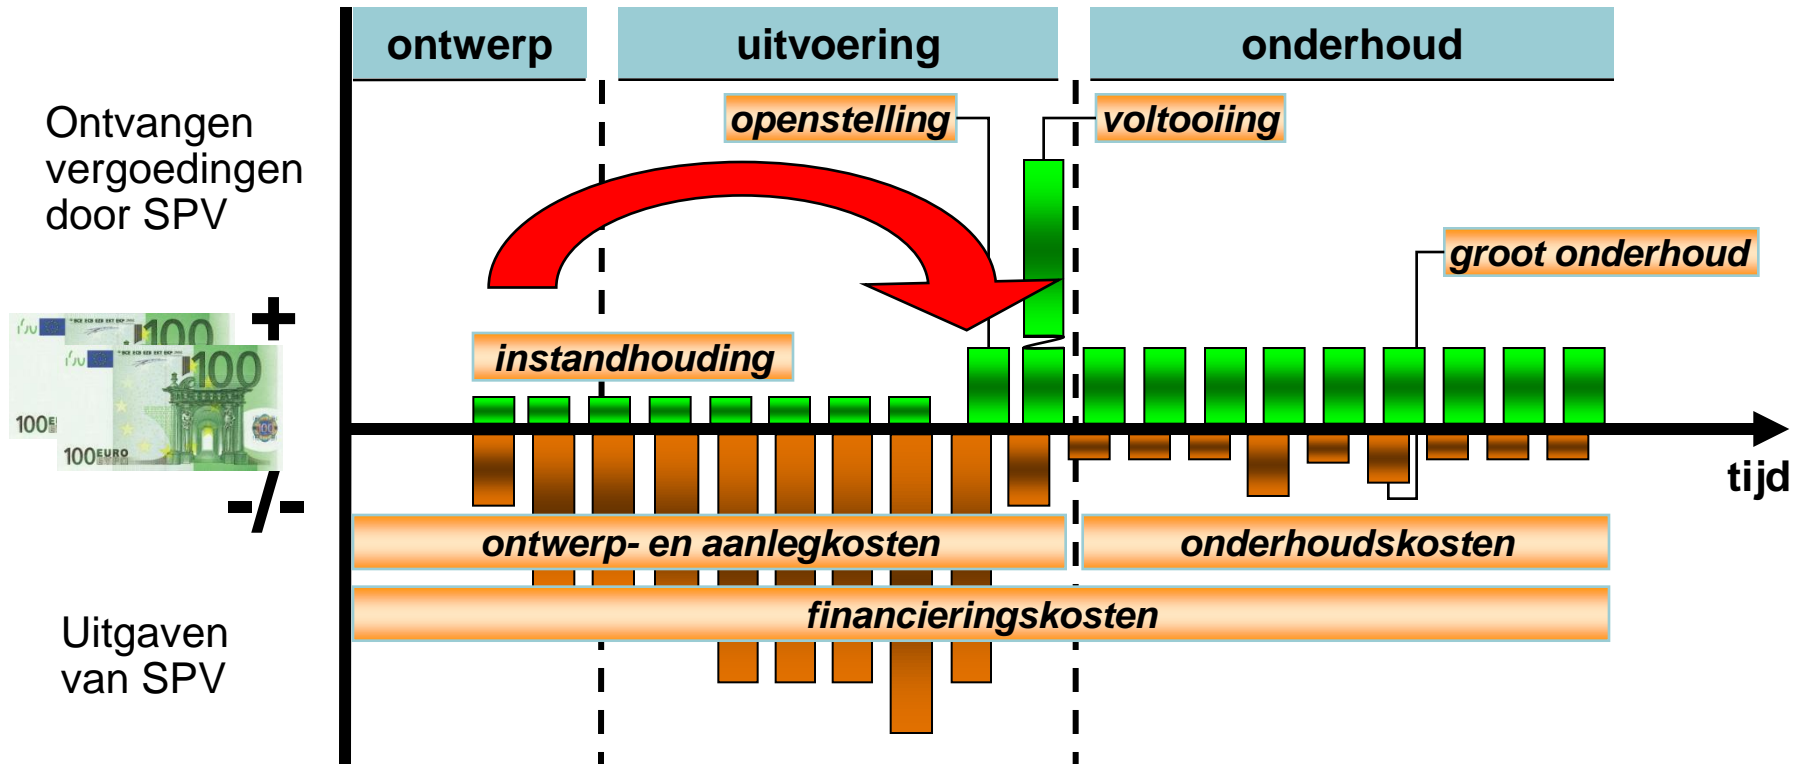 ontwerp
uitvoering
onderhoud
Ontvangen
vergoedingen
door SPV
openstelling
voltooiing
groot onderhoud
+
100
100
100
EURO
100
instandhouding
-/-
tijd
ontwerp- en aanlegkosten
onderhoudskosten
financieringskosten
Uitgaven
van SPV